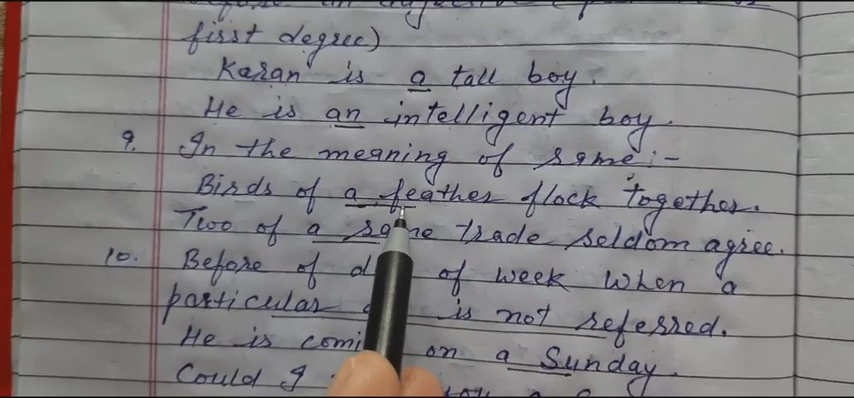 first degree)
Karan is a tall boy.
He is an intelligent boy.
9. In the meaning of same:-
Birds of a feather flock together.
Two of a same trade seldom agree.
10. Before of of week when a
particular is not referred.
He is on a Sunday.
Could I